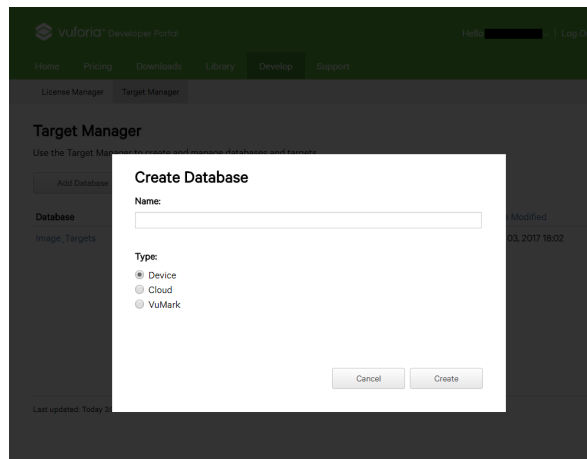 vuforia™ Developer Portal
Hello
| Log O
Home Pricing Downloads Library Develop Support
License Manager Target Manager
Target Manager
Use the Target Manager to create and manage databases and targets.
Add Database
Create Database
Name:
Database
Modified
Image_Targets
03, 2017 18:02
Type:
Device
Cloud
VuMark
Cancel Create
Last updated: Today